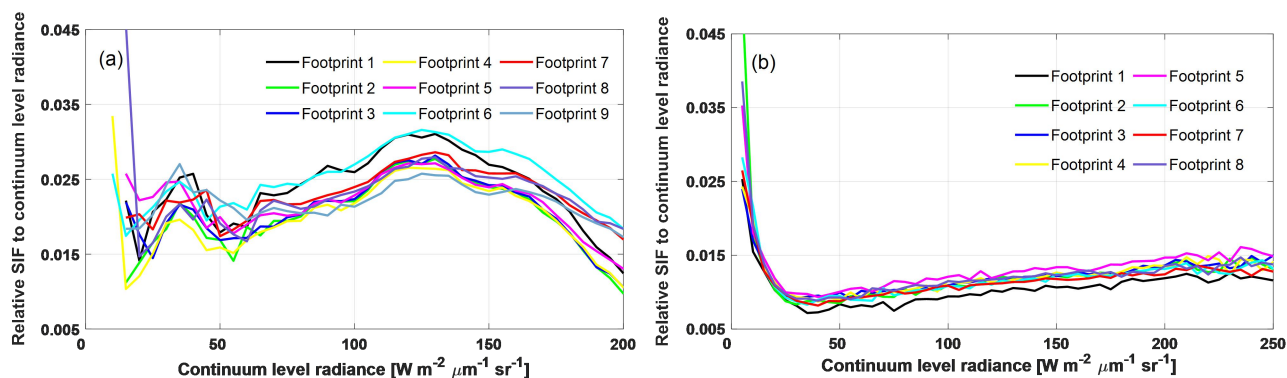 (a)
Relative SIF to continuum level radiance
0.045
0.035
0.025
0.015
0.005
Footprint 1
Footprint 2
Footprint 3
Footprint 4
Footprint 5
Footprint 6
Footprint 7
Footprint 8
Footprint 9
0 50 100 150 200
Continuum level radiance [W m⁻² μm⁻¹ sr⁻¹]
(b)
Relative SIF to continuum level radiance
0.045
0.035
0.025
0.015
0.005
Footprint 1
Footprint 2
Footprint 3
Footprint 4
Footprint 5
Footprint 6
Footprint 7
Footprint 8
0 50 100 150 200 250
Continuum level radiance [W m⁻² μm⁻¹ sr⁻¹]